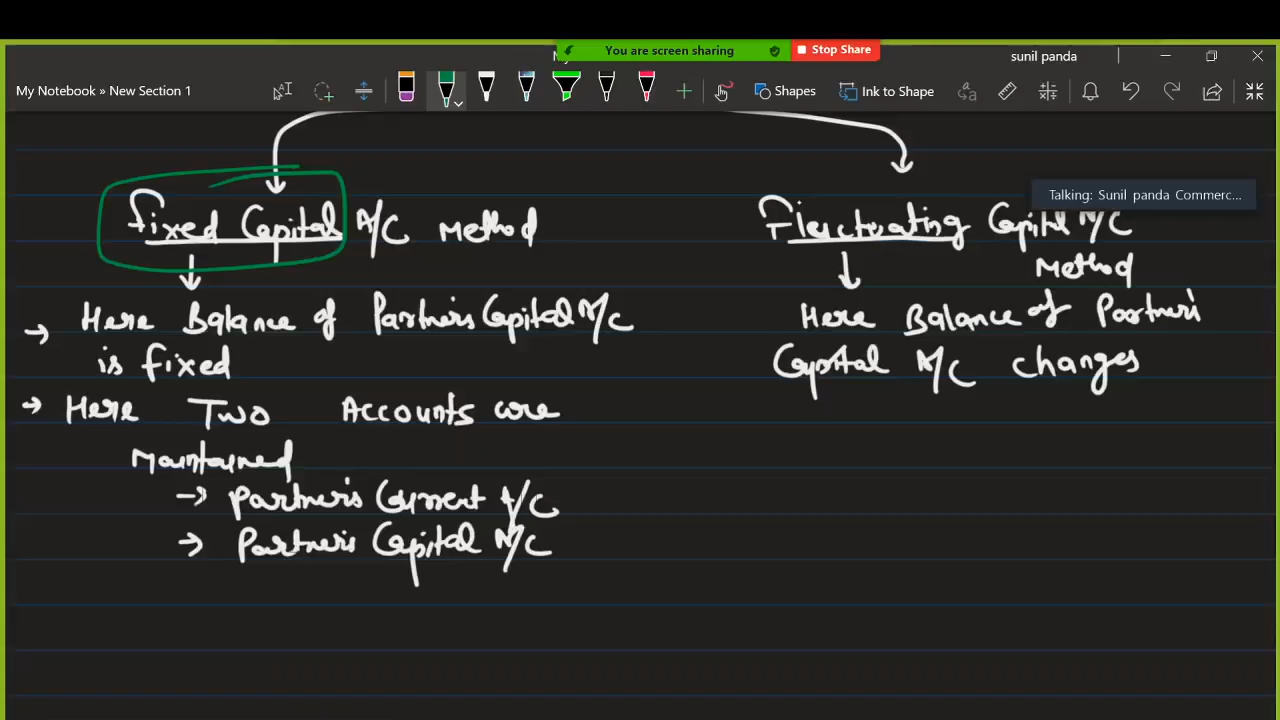 You are screen sharing
Stop Share
My
sunil panda
My Notebook » New Section 1
Shapes
Ink to Shape
Talking: Sunil panda Commerc...
Fixed Capital A/C Method
Here Balance of Partner's Capital A/C
is fixed
Here Two Accounts are
Maintained
→ Partner's Current A/C
→ Partner's Capital A/C
Fluctuating Capital A/C
Method
Here Balance of Partner's
Capital A/C changes